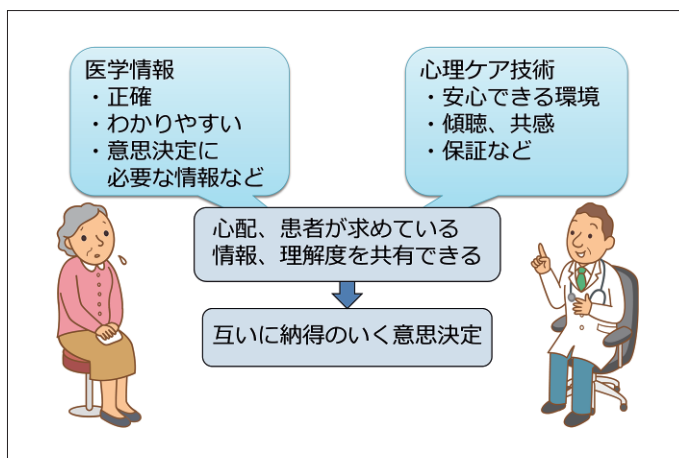 医学情報
・正確
・わかりやすい
・意思決定に
必要な情報など
心理ケア技術
・安心できる環境
・傾聴、共感
・保証など
心配、患者が求めている
情報、理解度を共有できる
互いに納得のいく意思決定